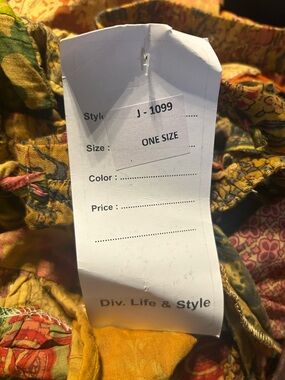 Style J - 1099 .....
Size : ONE SIZE
Color : ........................
Price : ........................
................................
Div. Life & Style